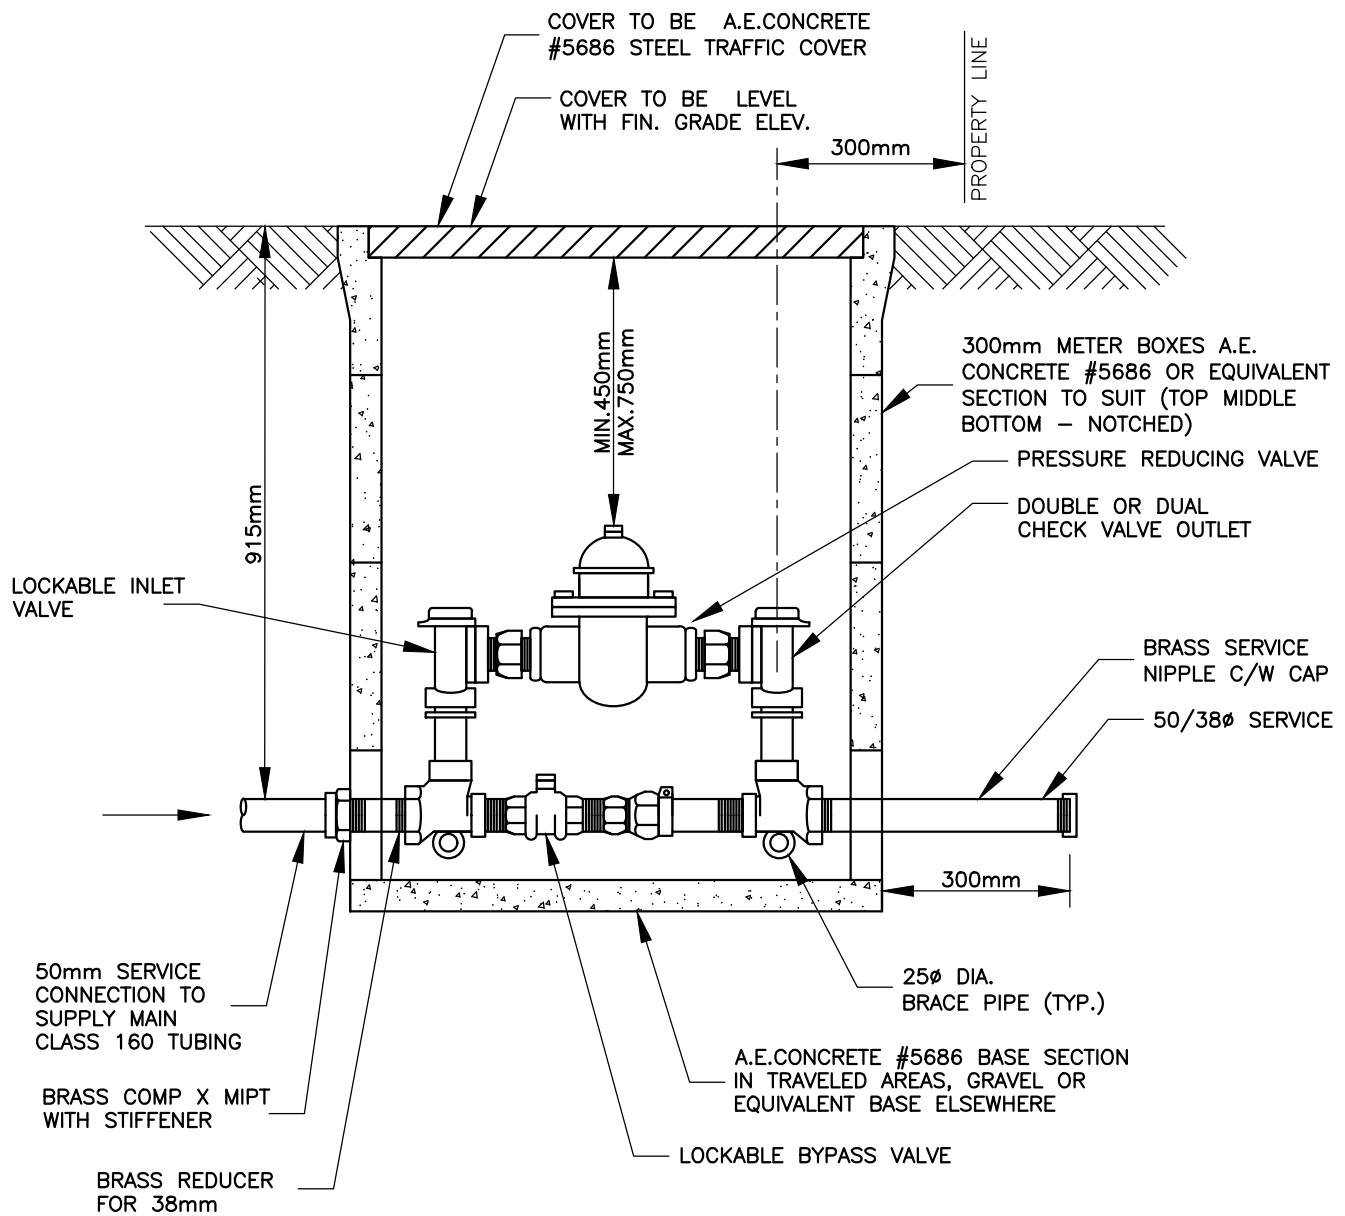 COVER TO BE A.E.CONCRETE
#5686 STEEL TRAFFIC COVER
COVER TO BE LEVEL
WITH FIN. GRADE ELEV.
300mm
PROPERTY LINE
MIN.450mm
MAX.750mm
915mm
300mm METER BOXES A.E.
CONCRETE #5686 OR EQUIVALENT
SECTION TO SUIT (TOP MIDDLE
BOTTOM – NOTCHED)
PRESSURE REDUCING VALVE
DOUBLE OR DUAL
CHECK VALVE OUTLET
LOCKABLE INLET
VALVE
BRASS SERVICE
NIPPLE C/W CAP
50/38ø SERVICE
300mm
50mm SERVICE
CONNECTION TO
SUPPLY MAIN
CLASS 160 TUBING
25ø DIA.
BRACE PIPE (TYP.)
A.E.CONCRETE #5686 BASE SECTION
IN TRAVELED AREAS, GRAVEL OR
EQUIVALENT BASE ELSEWHERE
BRASS COMP X MIPT
WITH STIFFENER
LOCKABLE BYPASS VALVE
BRASS REDUCER
FOR 38mm